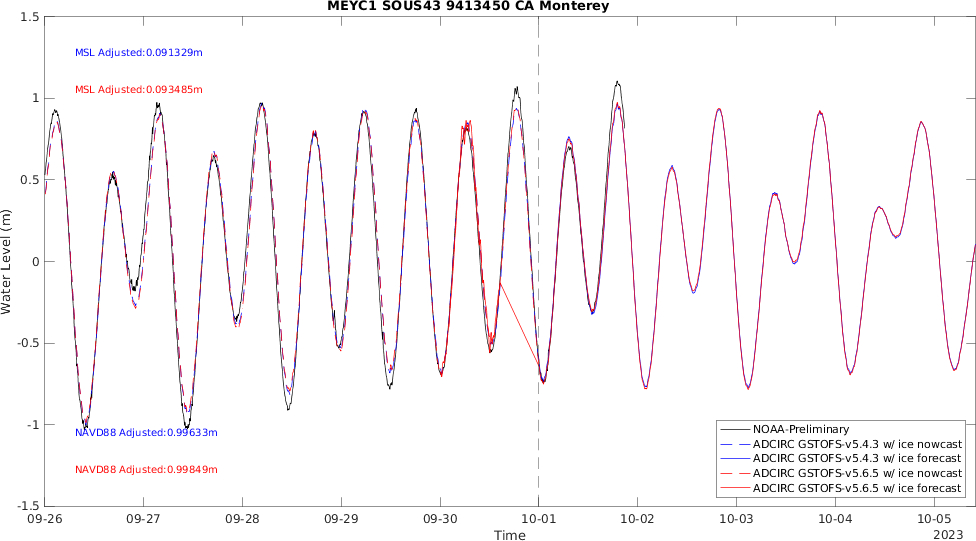 MEYC1 SOUS43 9413450 CA Monterey
1.5
MSL Adjusted:0.091329m
1
MSL Adjusted:0.093485m
0.5
0
Water Level (m)
-0.5
-1
NAVD88 Adjusted:0.99633m
NAVD88 Adjusted:0.99849m
-1.5
NOAA-Preliminary
ADCIRC GSTOFS-v5.4.3 w/ ice nowcast
ADCIRC GSTOFS-v5.4.3 w/ ice forecast
ADCIRC GSTOFS-v5.6.5 w/ ice nowcast
ADCIRC GSTOFS-v5.6.5 w/ ice forecast
09-26 09-27 09-28 09-29 09-30 10-01 10-02 10-03 10-04 10-05
Time
2023